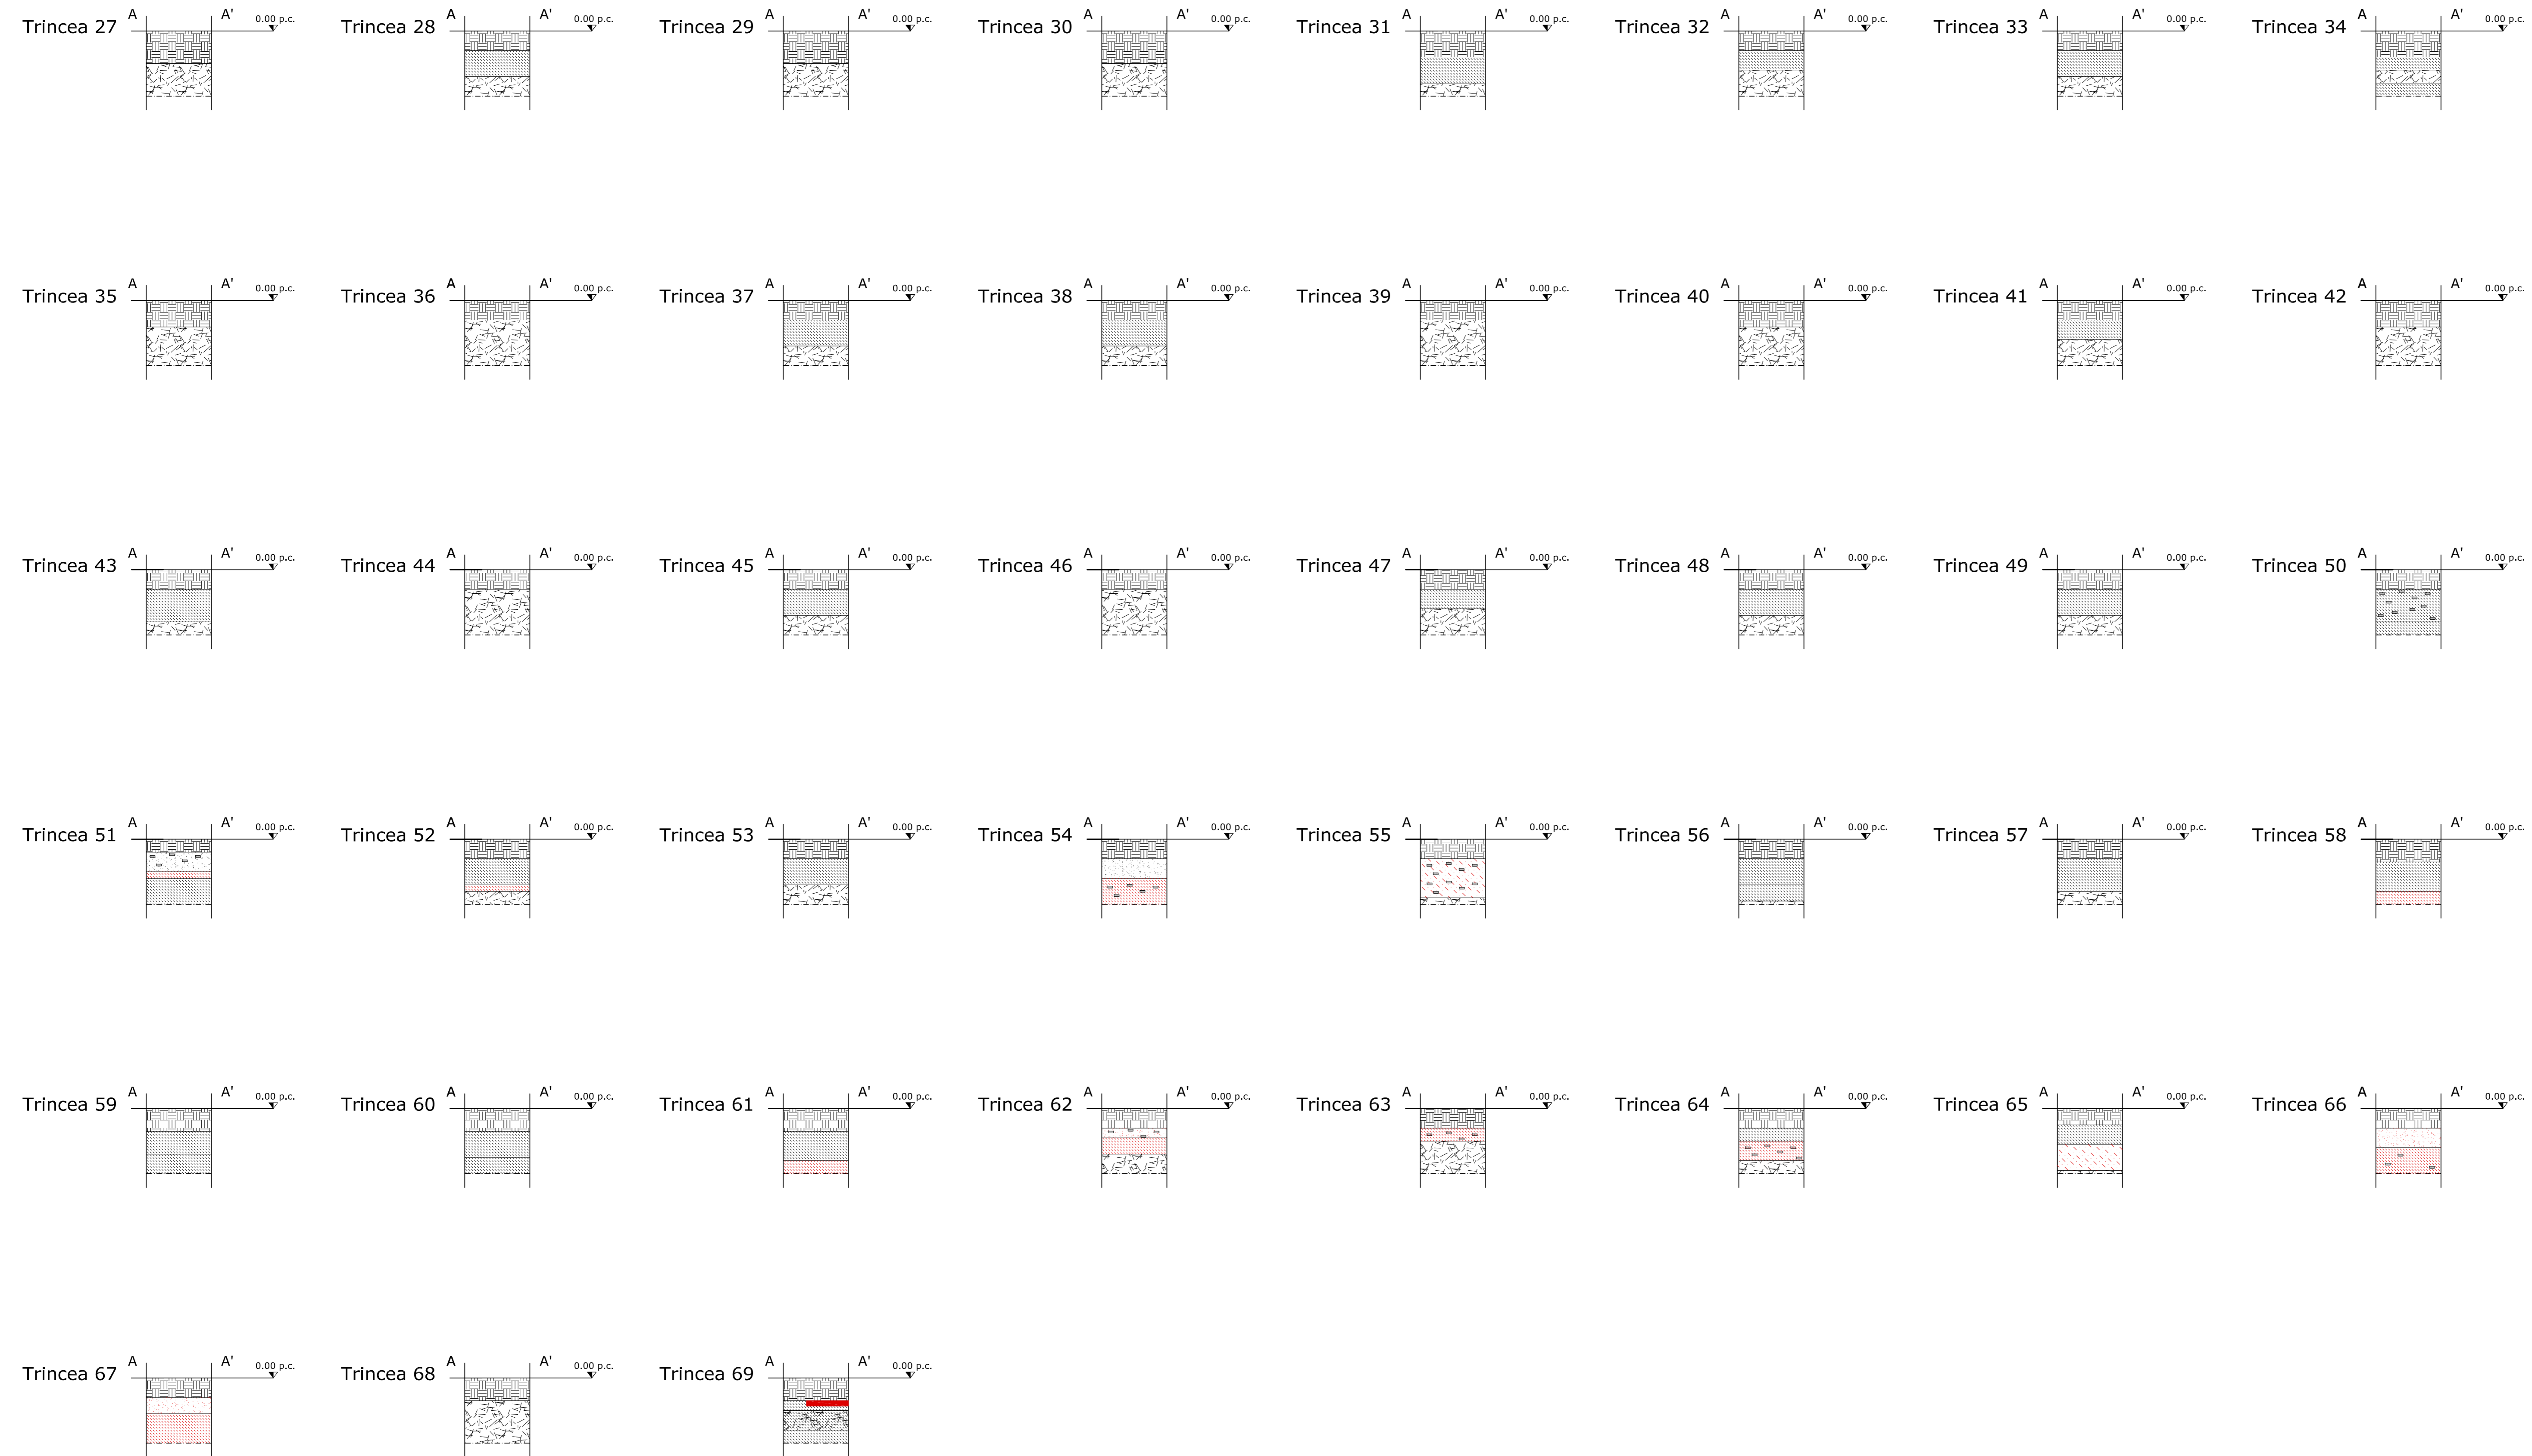 Trincea 27 A A' 0.00 p.c. Trincea 28 A A' 0.00 p.c. Trincea 29 A A' 0.00 p.c. Trincea 30 A A' 0.00 p.c. Trincea 31 A A' 0.00 p.c. Trincea 32 A A' 0.00 p.c. Trincea 33 A A' 0.00 p.c. Trincea 34 A A' 0.00 p.c.
Trincea 35 A A' 0.00 p.c. Trincea 36 A A' 0.00 p.c. Trincea 37 A A' 0.00 p.c. Trincea 38 A A' 0.00 p.c. Trincea 39 A A' 0.00 p.c. Trincea 40 A A' 0.00 p.c. Trincea 41 A A' 0.00 p.c. Trincea 42 A A' 0.00 p.c.
Trincea 43 A A' 0.00 p.c. Trincea 44 A A' 0.00 p.c. Trincea 45 A A' 0.00 p.c. Trincea 46 A A' 0.00 p.c. Trincea 47 A A' 0.00 p.c. Trincea 48 A A' 0.00 p.c. Trincea 49 A A' 0.00 p.c. Trincea 50 A A' 0.00 p.c.
Trincea 51 A A' 0.00 p.c. Trincea 52 A A' 0.00 p.c. Trincea 53 A A' 0.00 p.c. Trincea 54 A A' 0.00 p.c. Trincea 55 A A' 0.00 p.c. Trincea 56 A A' 0.00 p.c. Trincea 57 A A' 0.00 p.c. Trincea 58 A A' 0.00 p.c.
Trincea 59 A A' 0.00 p.c. Trincea 60 A A' 0.00 p.c. Trincea 61 A A' 0.00 p.c. Trincea 62 A A' 0.00 p.c. Trincea 63 A A' 0.00 p.c. Trincea 64 A A' 0.00 p.c. Trincea 65 A A' 0.00 p.c. Trincea 66 A A' 0.00 p.c.
Trincea 67 A A' 0.00 p.c. Trincea 68 A A' 0.00 p.c. Trincea 69 A A' 0.00 p.c.